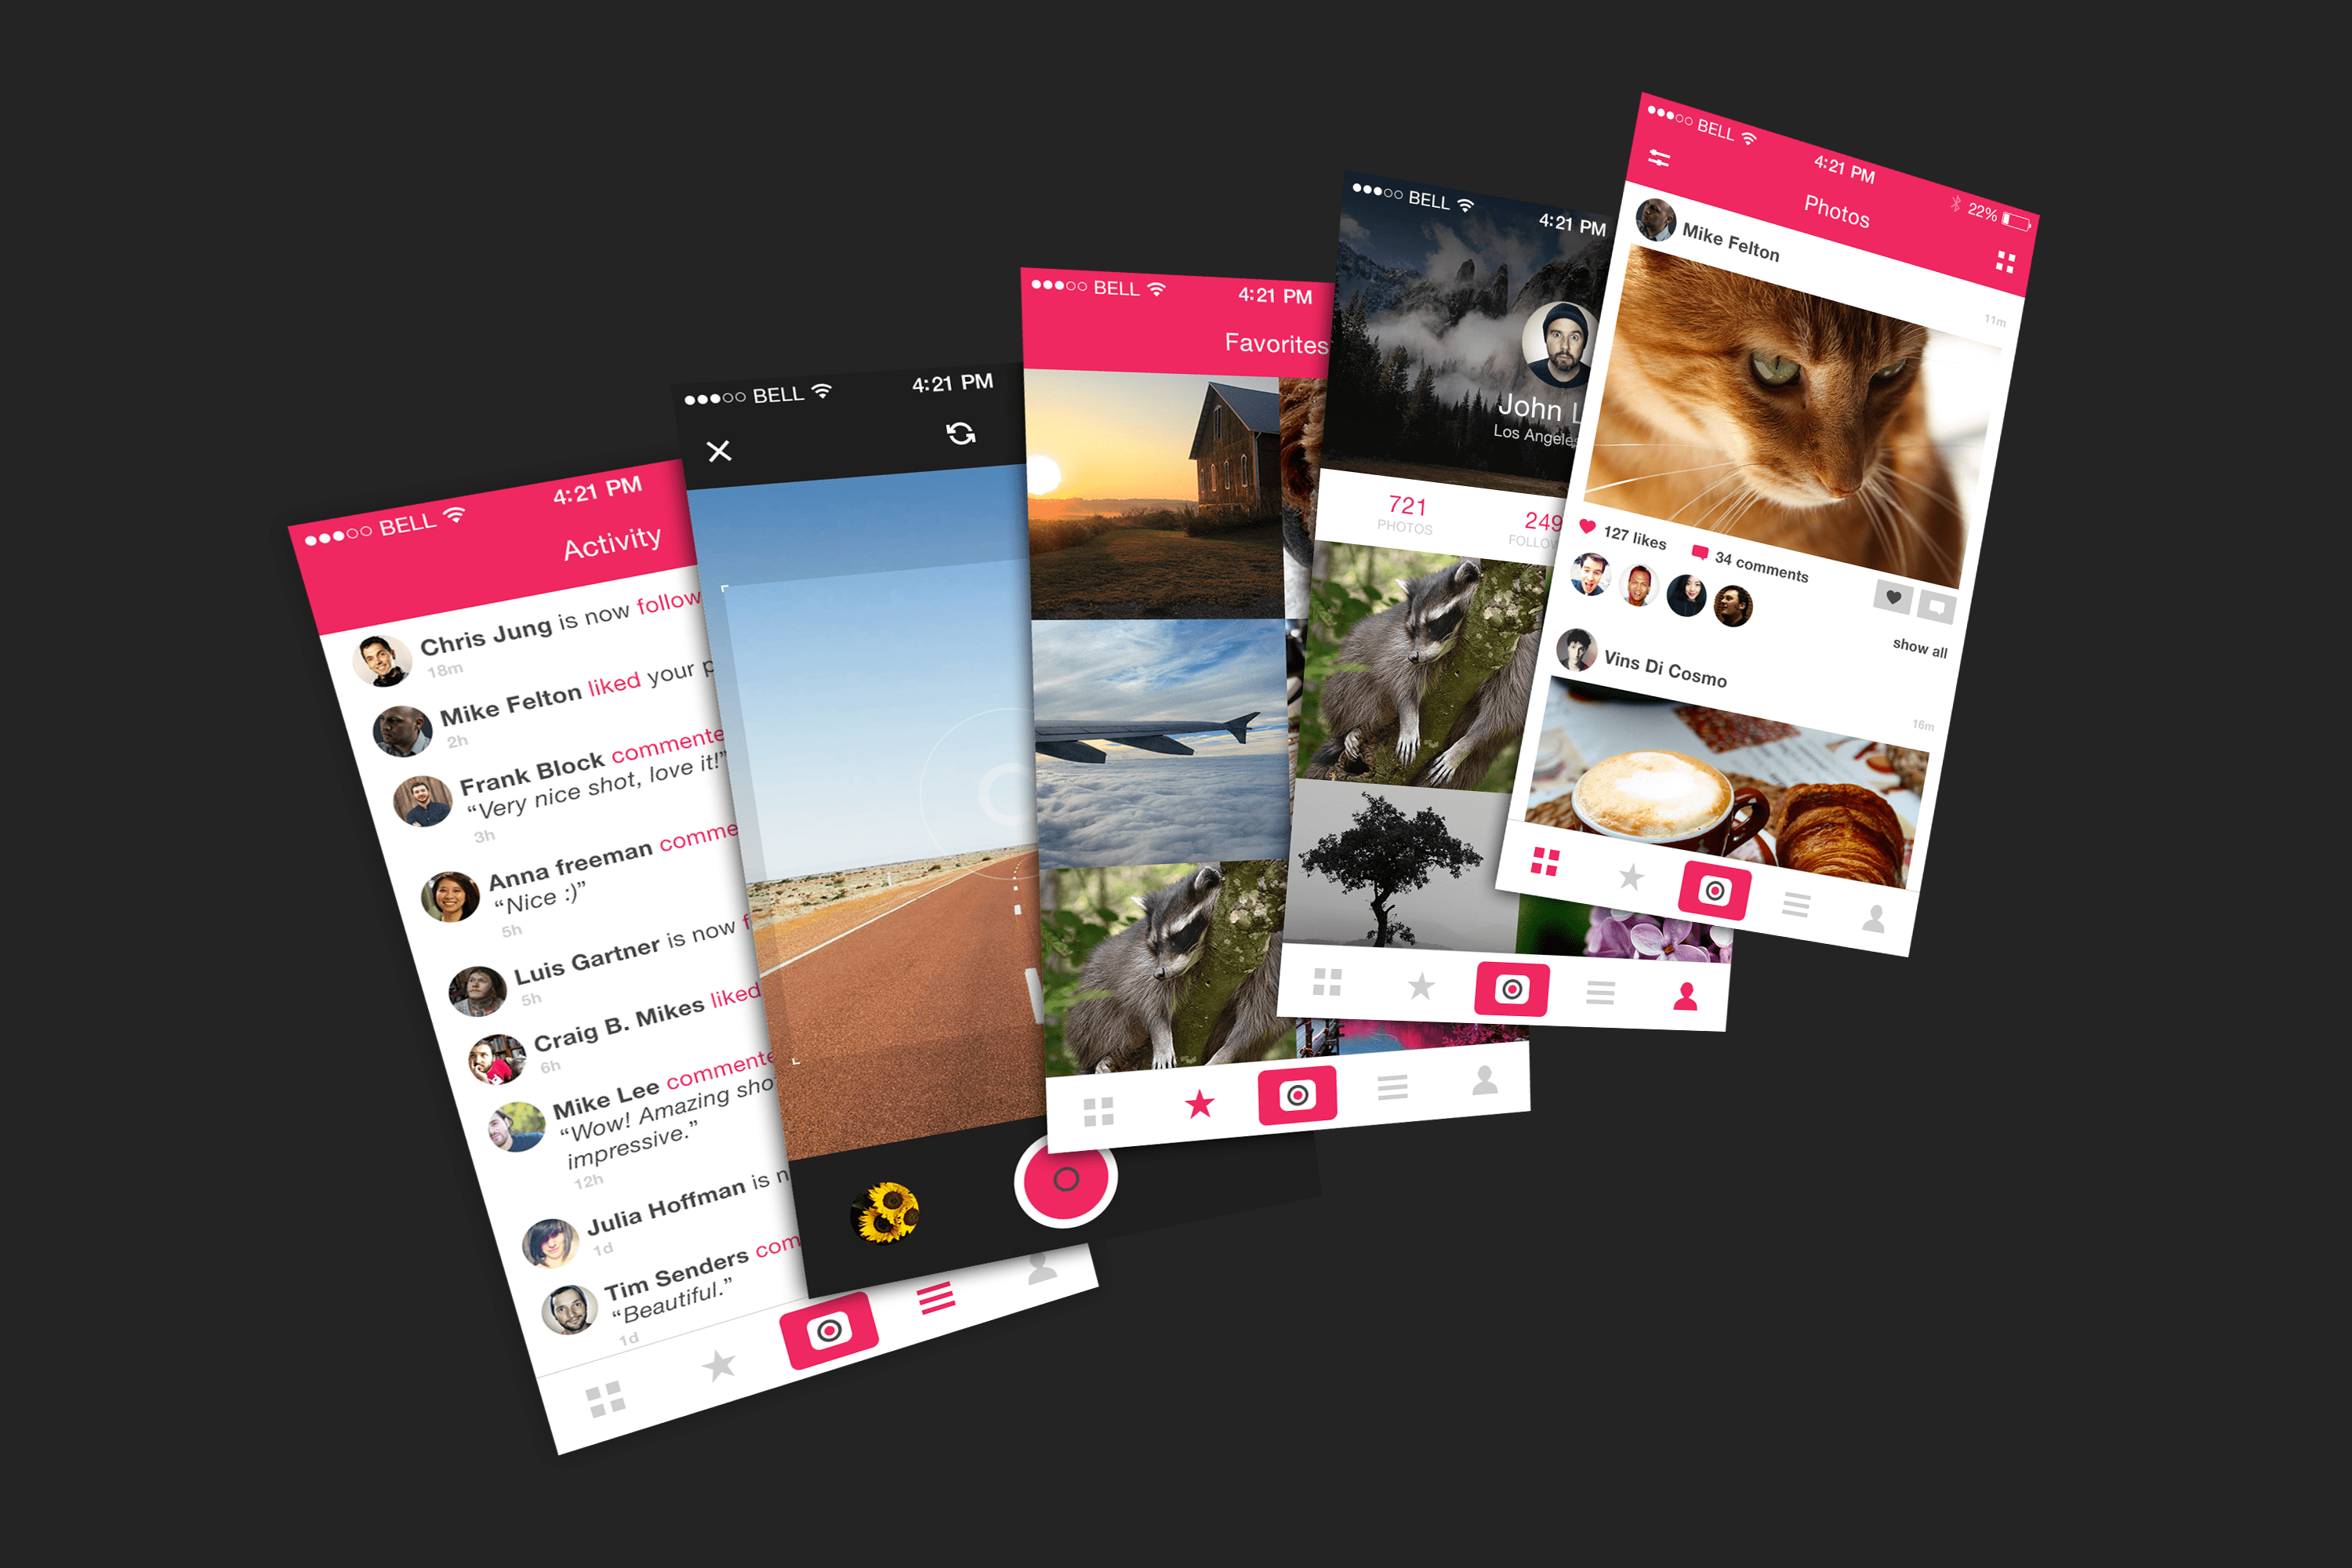 BELL
4:21 PM
Activity
Chris Jung is now follow
18m
Mike Felton liked your p
2h
Frank Block commente
“Very nice shot, love it!”
3h
Anna freeman comme
“Nice :)”
5h
Luis Gartner is now f
5h
Craig B. Mikes liked
6h
Mike Lee commente
“Wow! Amazing sho
impressive.”
12h
Julia Hoffman is n
1d
Tim Senders com
“Beautiful.”
1d
BELL
4:21 PM
BELL
4:21 PM
Favorites
BELL
4:21 PM
John L
Los Angeles
721
PHOTOS
249
FOLLOW
BELL
4:21 PM
22%
Photos
Mike Felton
11m
127 likes
34 comments
show all
Vins Di Cosmo
16m